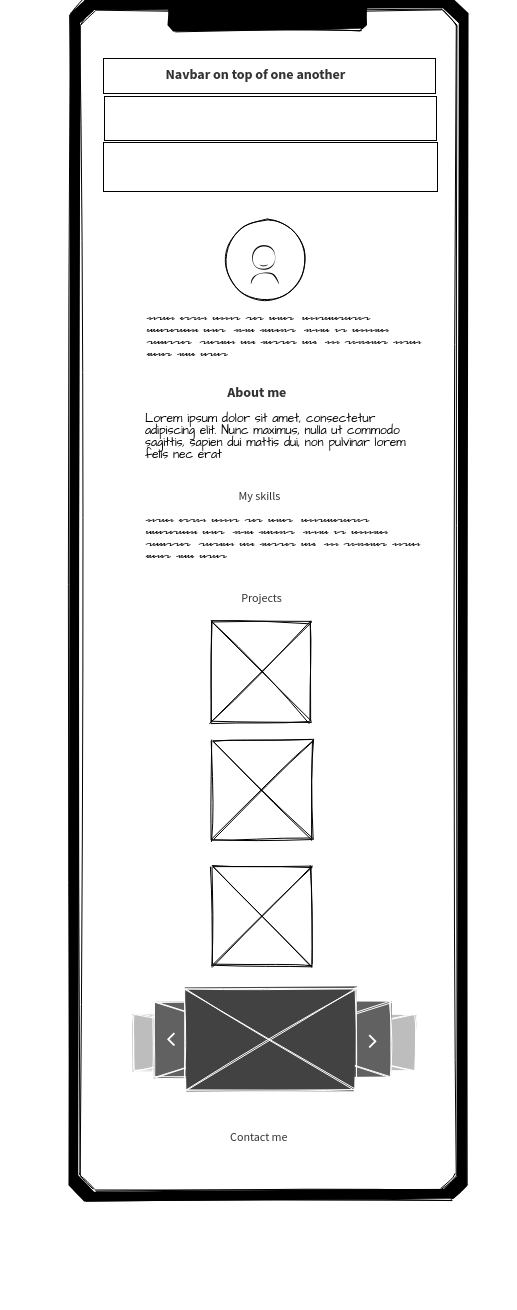 Navbar on top of one another
About me
Lorem ipsum dolor sit amet, consectetur
adipiscing elit. Nunc maximus, nulla ut commodo
sagittis, sapien dui mattis dui, non pulvinar lorem
felis nec erat
My skills
Projects
Contact me